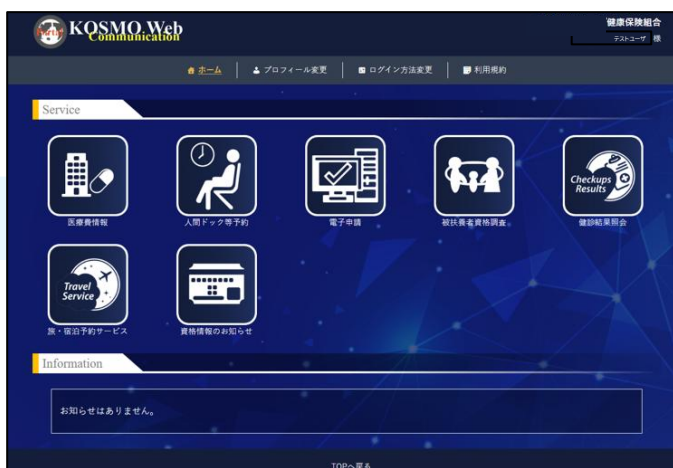 KOSMO Web
Communication
健康保険組合
テストユーザ 様
ホーム
プロフィール変更
ログイン方法変更
利用規約
Service
Checkups
Results
医療費情報
人間ドック等予約
電子申請
被扶養者資格調査
健診結果照会
Travel
Service
旅・宿泊予約サービス
資格情報のお知らせ
Information
お知らせはありません。
TOPへ戻る